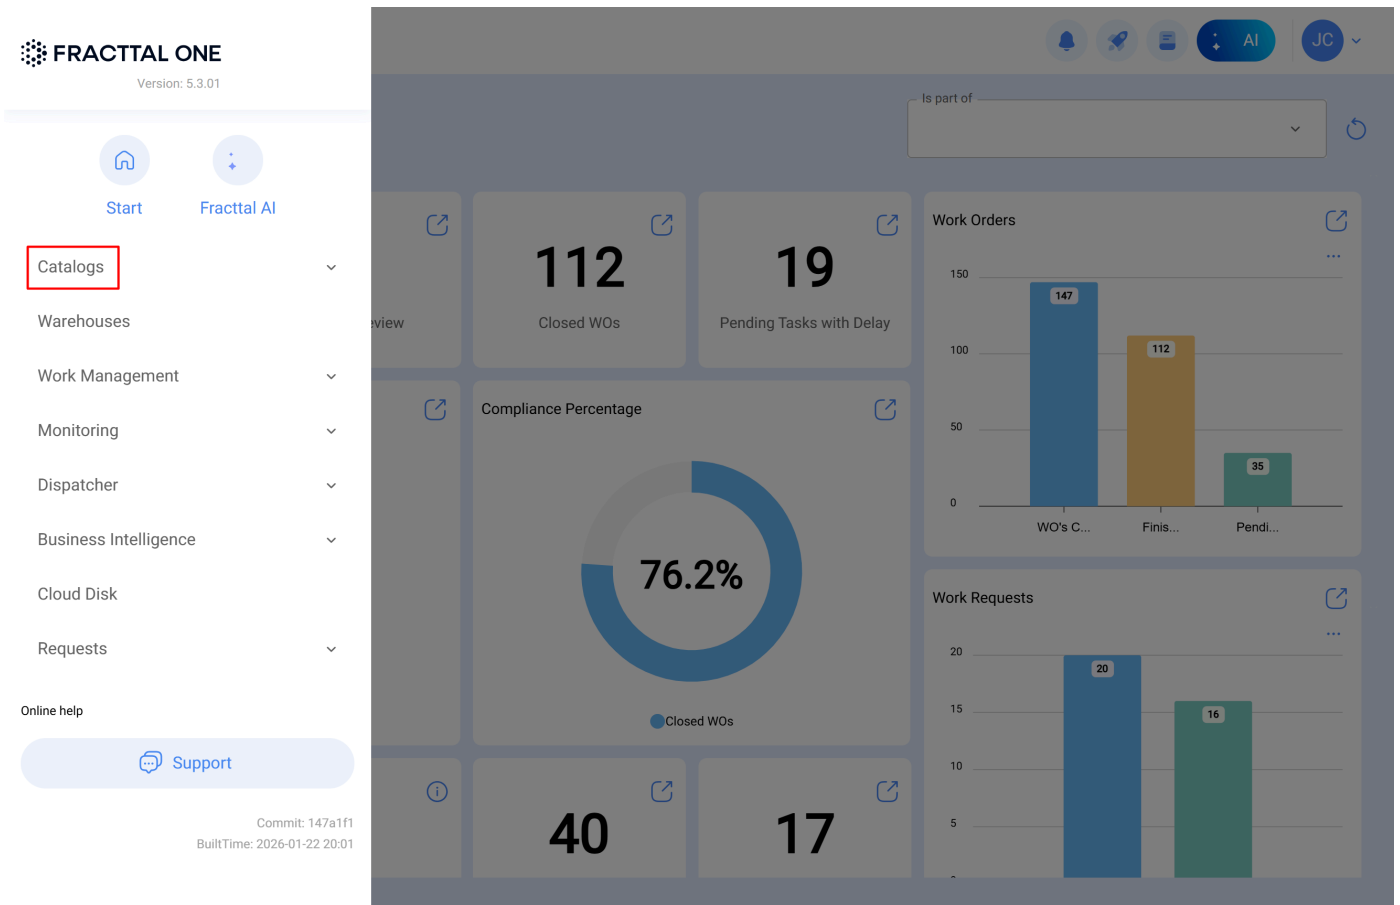 FRACTTAL ONE
Version: 5.3.01
Start
Fracttal AI
Catalogs
Warehouses
Work Management
Monitoring
Dispatcher
Business Intelligence
Cloud Disk
Requests
Online help
Support
Commit: 147a1f1
BuiltTime: 2026-01-22 20:01
AI
JC
Is part of
eview
112
Closed WOs
19
Pending Tasks with Delay
Work Orders
150
100
50
0
147
112
35
WO's C...
Finis...
Pendi...
Compliance Percentage
76.2%
Closed WOs
Work Requests
20
15
10
5
20
16
40
17